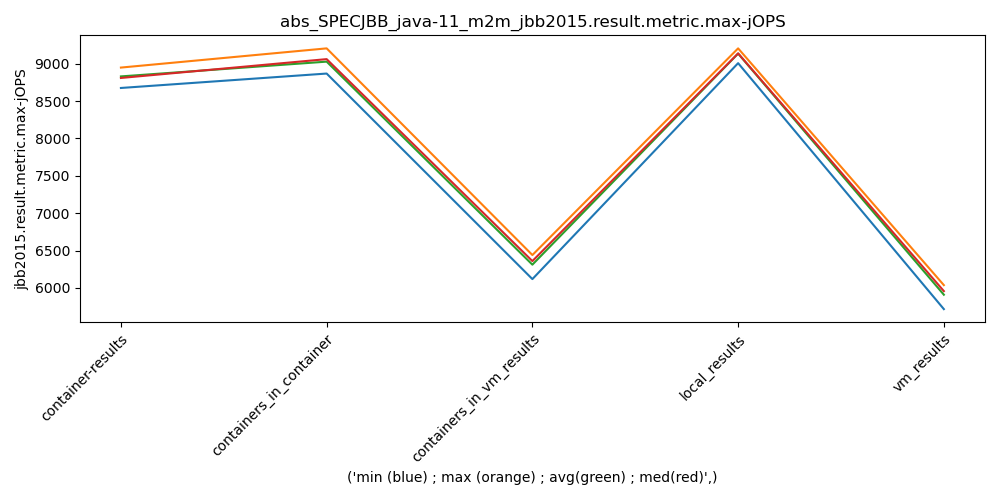 abs_SPECJBB_java-11_m2m_jbb2015.result.metric.max-jOPS
jbb2015.result.metric.max-jOPS
9000
8500
8000
7500
7000
6500
6000
container-results
containers_in_container
containers_in_vm_results
local_results
vm_results
('min (blue) ; max (orange) ; avg(green) ; med(red)',)